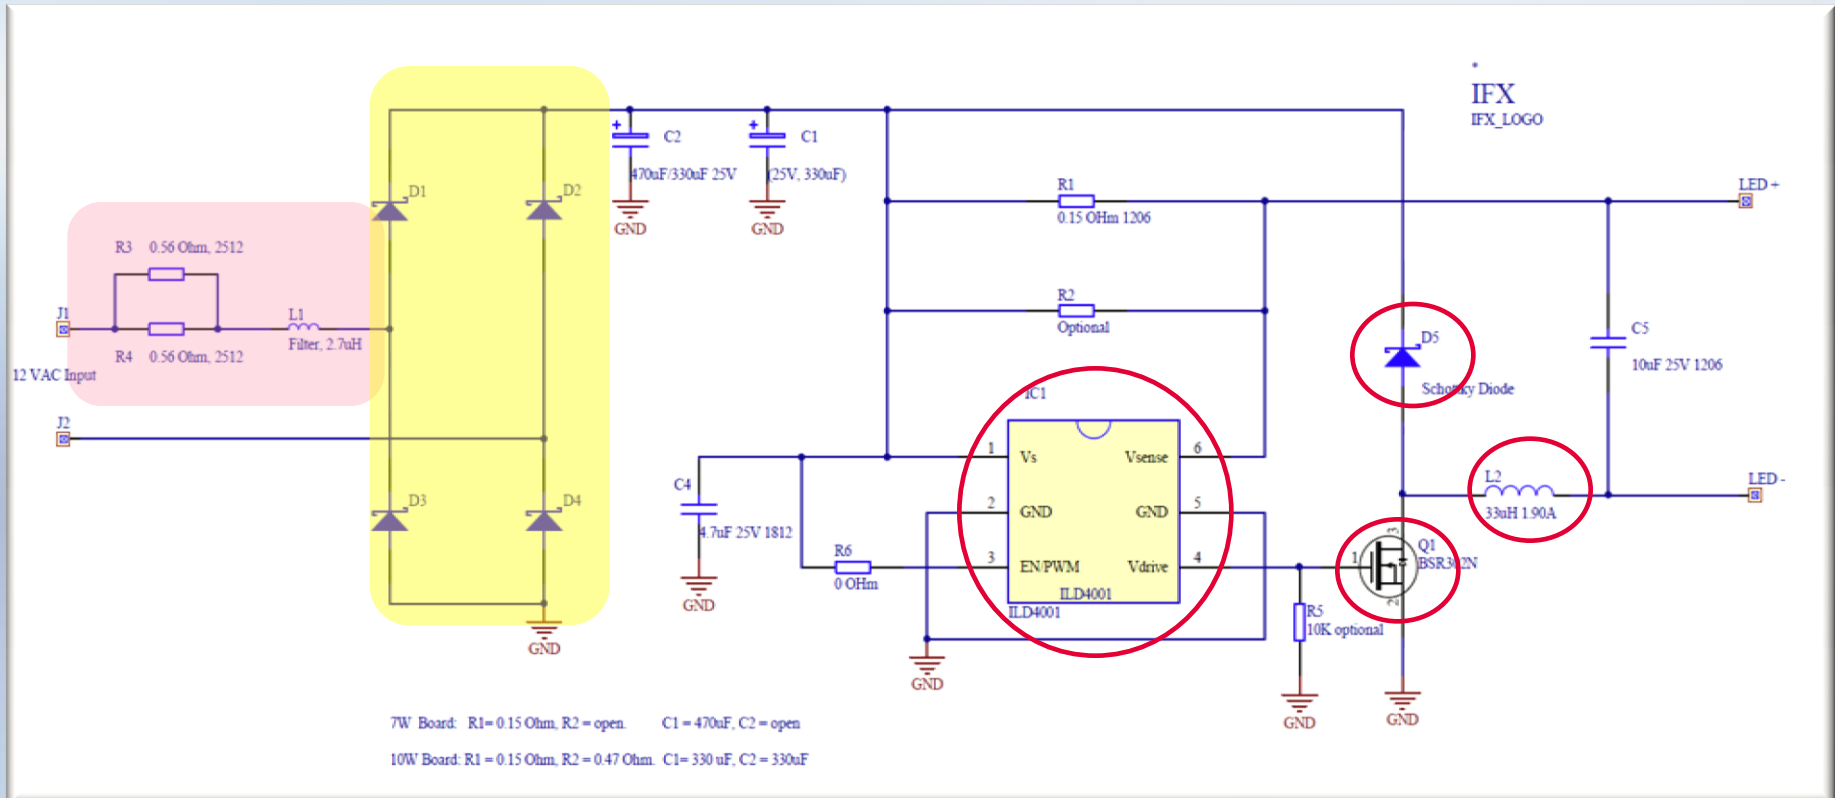 *
IFX
IFX_LOGO
D1
D2
C2
470uF/330uF 25V
GND
C1
(25V, 330uF)
GND
R1
0.15 OHm 1206
LED +
R3 0.56 Ohm, 2512
J1
L1
Filter, 2.7uH
R4 0.56 Ohm, 2512
12 VAC Input
J2
R2
Optional
D5
Schottky Diode
C5
10uF 25V 1206
IC1
1 Vs
Vsense 6
2 GND
GND 5
3 EN/PWM
Vdrive 4
ILD4001
ILD4001
C4
4.7uF 25V 1812
GND
R6
0 OHm
D3
D4
GND
GND
L2
33uH 1.90A
LED -
3
Q1
1
BSR302N
2
R5
10K optional
GND
GND
7W Board: R1= 0.15 Ohm, R2 = open. C1 = 470uF, C2 = open
10W Board: R1 = 0.15 Ohm, R2 = 0.47 Ohm. C1= 330 uF, C2 = 330uF